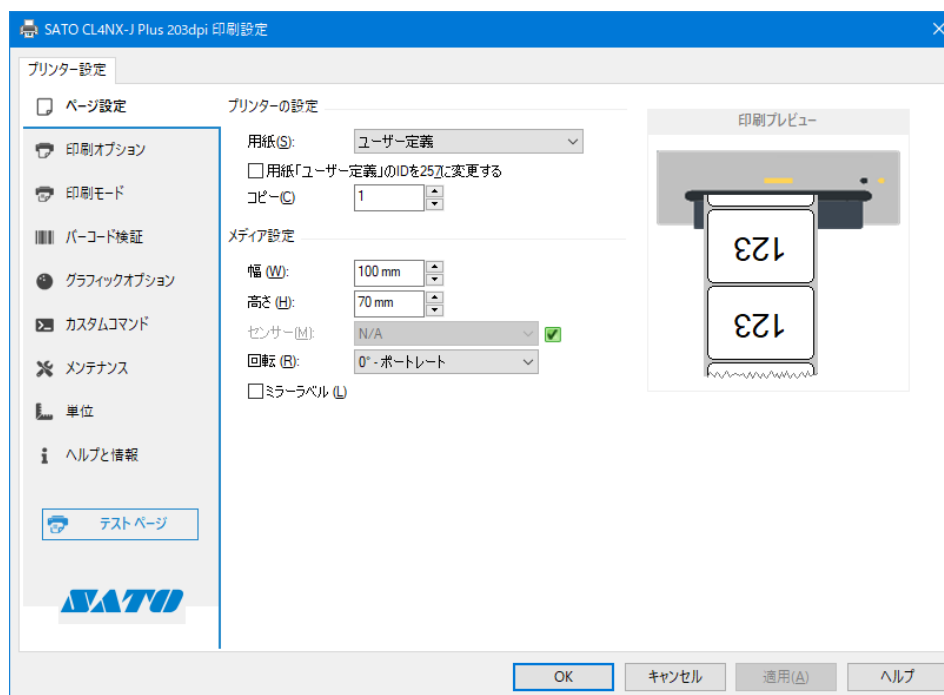 SATO CL4NX-J Plus 203dpi 印刷設定
プリンター設定
ページ設定
印刷オプション
印刷モード
バーコード検証
グラフィックオプション
カスタムコマンド
メンテナンス
単位
ヘルプと情報
テスト ページ
SATO
プリンターの設定
用紙(S):
ユーザー定義
用紙「ユーザー定義」のIDを257に変更する
コピー(C)
1
メディア設定
幅 (W):
100 mm
高さ (H):
70 mm
センサー(M):
N/A
回転 (R):
0° - ポートレート
ミラーラベル (L)
印刷プレビュー
123
123
OK
キャンセル
適用(A)
ヘルプ